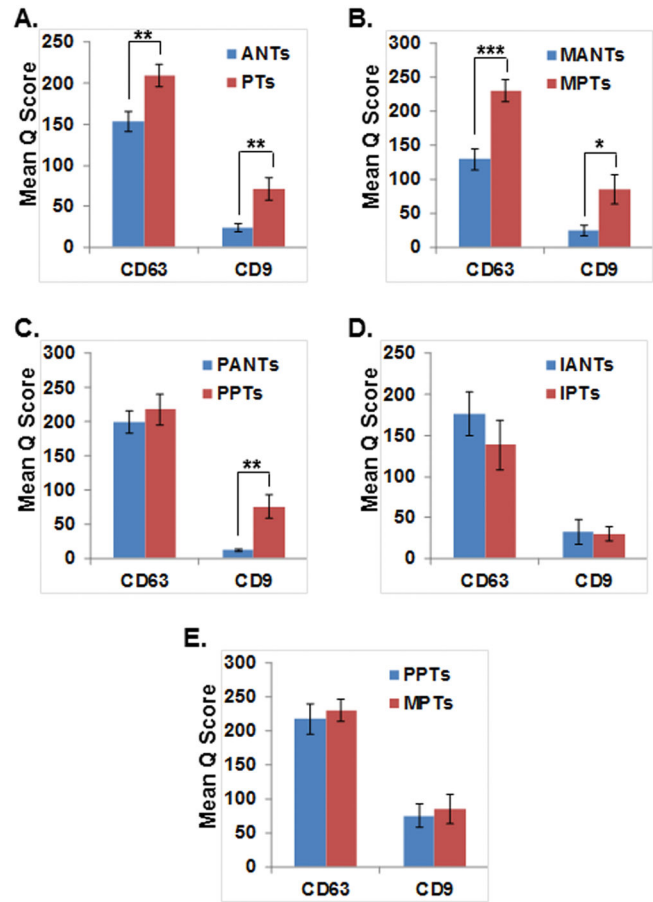 A.
Mean Q Score
250
200
150
100
50
0
**
**
ANTs
PTs
CD63 CD9
B.
Mean Q Score
300
250
200
150
100
50
0
***
*
MANTs
MPTs
CD63 CD9
C.
Mean Q Score
300
250
200
150
100
50
0
**
PANTs
PPTs
CD63 CD9
D.
Mean Q Score
250
200
150
100
50
0
IANTs
IPTs
CD63 CD9
E.
Mean Q Score
300
250
200
150
100
50
0
PPTs
MPTs
CD63 CD9